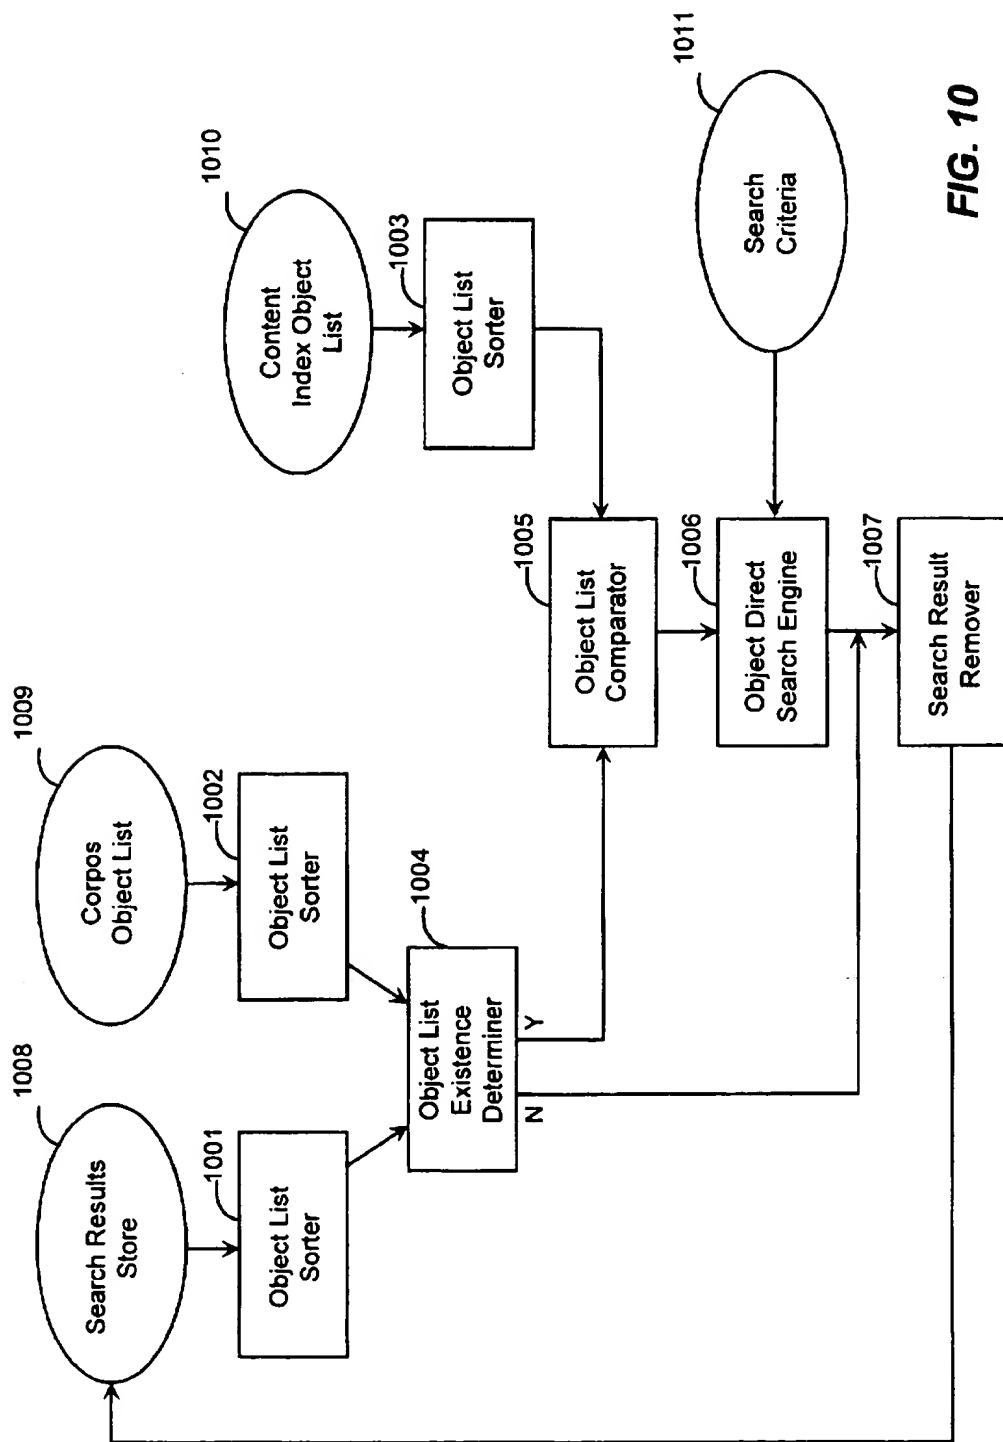 1008
Search Results
Store
1009
Corpos
Object List
1001
Object List
Sorter
1002
Object List
Sorter
1010
Content
Index Object
List
1003
Object List
Sorter
1004
Object List
Existence
Determiner
N
Y
1005
Object List
Comparator
1006
Object Direct
Search Engine
1011
Search
Criteria
1007
Search Result
Remover
FIG. 10